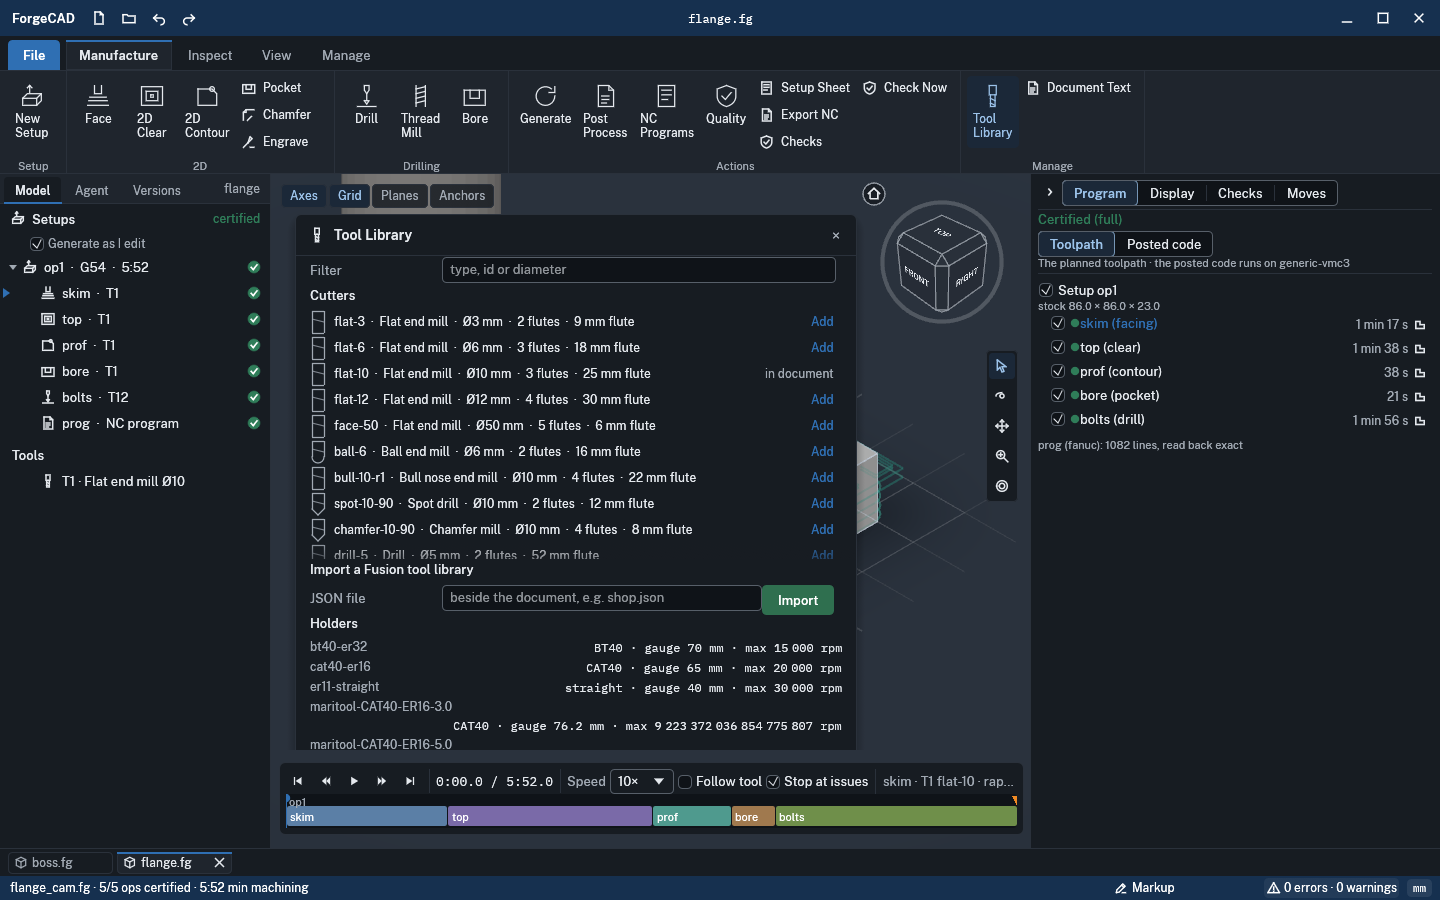 ForgeCAD
flange.fg
File
Manufacture
Inspect
View
Manage
New Setup
Face
2D Clear
2D Contour
Pocket
Chamfer
Engrave
Drill
Thread Mill
Bore
Generate
Post Process
NC Programs
Quality
Setup Sheet
Export NC
Checks
Check Now
Tool Library
Document Text
Setup
2D
Drilling
Actions
Manage
Model
Agent
Versions
flange
Setups
certified
Generate as I edit
op1 · G54 · 5:52
skim · T1
top · T1
prof · T1
bore · T1
bolts · T12
prog · NC program
Tools
T1 · Flat end mill Ø10
Axes
Grid
Planes
Anchors
Tool Library
×
Filter
type, id or diameter
Cutters
flat-3 · Flat end mill · Ø3 mm · 2 flutes · 9 mm flute
Add
flat-6 · Flat end mill · Ø6 mm · 3 flutes · 18 mm flute
Add
flat-10 · Flat end mill · Ø10 mm · 3 flutes · 25 mm flute
in document
flat-12 · Flat end mill · Ø12 mm · 4 flutes · 30 mm flute
Add
face-50 · Flat end mill · Ø50 mm · 5 flutes · 6 mm flute
Add
ball-6 · Ball end mill · Ø6 mm · 2 flutes · 16 mm flute
Add
bull-10-r1 · Bull nose end mill · Ø10 mm · 4 flutes · 22 mm flute
Add
spot-10-90 · Spot drill · Ø10 mm · 2 flutes · 12 mm flute
Add
chamfer-10-90 · Chamfer mill · Ø10 mm · 4 flutes · 8 mm flute
Add
drill-5 · Drill · Ø5 mm · 2 flutes · 52 mm flute
Add
Import a Fusion tool library
JSON file
beside the document, e.g. shop.json
Import
Holders
bt40-er32
BT40 · gauge 70 mm · max 15 000 rpm
cat40-er16
CAT40 · gauge 65 mm · max 20 000 rpm
er11-straight
straight · gauge 40 mm · max 30 000 rpm
maritool-CAT40-ER16-3.0
CAT40 · gauge 76.2 mm · max 9 223 372 036 854 775 807 rpm
maritool-CAT40-ER16-5.0
TOP
FRONT
RIGHT
0:00.0 / 5:52.0
Speed
10×
Follow tool
Stop at issues
skim · T1 flat-10 · rap...
op1
skim
top
prof
bore
bolts
Program
Display
Checks
Moves
Certified (full)
Toolpath
Posted code
The planned toolpath · the posted code runs on generic-vmc3
Setup op1
stock 86.0 × 86.0 × 23.0
skim (facing)
1 min 17 s
top (clear)
1 min 38 s
prof (contour)
38 s
bore (pocket)
21 s
bolts (drill)
1 min 56 s
prog (fanuc): 1082 lines, read back exact
boss.fg
flange.fg
flange_cam.fg · 5/5 ops certified · 5:52 min machining
Markup
0 errors · 0 warnings
mm